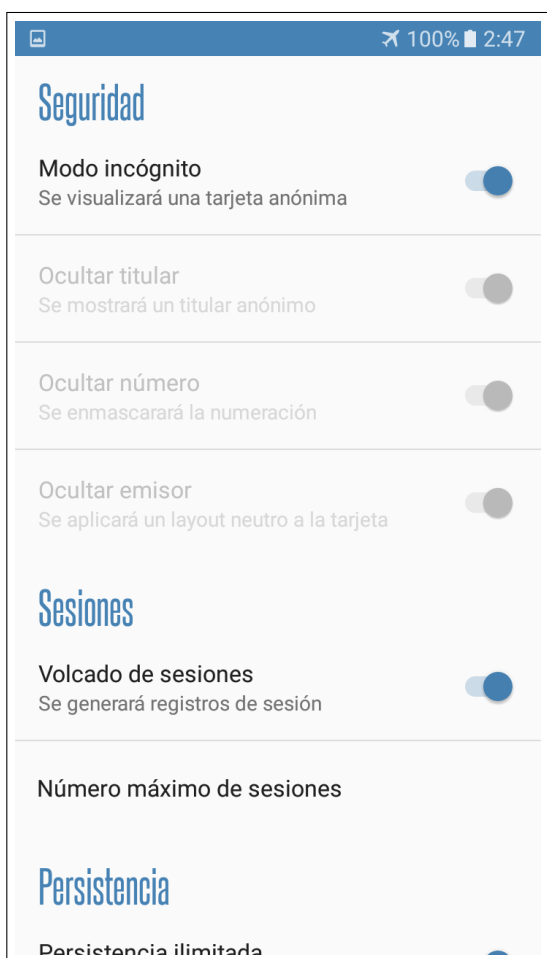 100% 2:47
Seguridad
Modo incógnito
Se visualizará una tarjeta anónima
Ocultar titular
Se mostrará un titular anónimo
Ocultar número
Se enmascarará la numeración
Ocultar emisor
Se aplicará un layout neutro a la tarjeta
Sesiones
Volcado de sesiones
Se generará registros de sesión
Número máximo de sesiones
Persistencia
Persistencia ilimitada